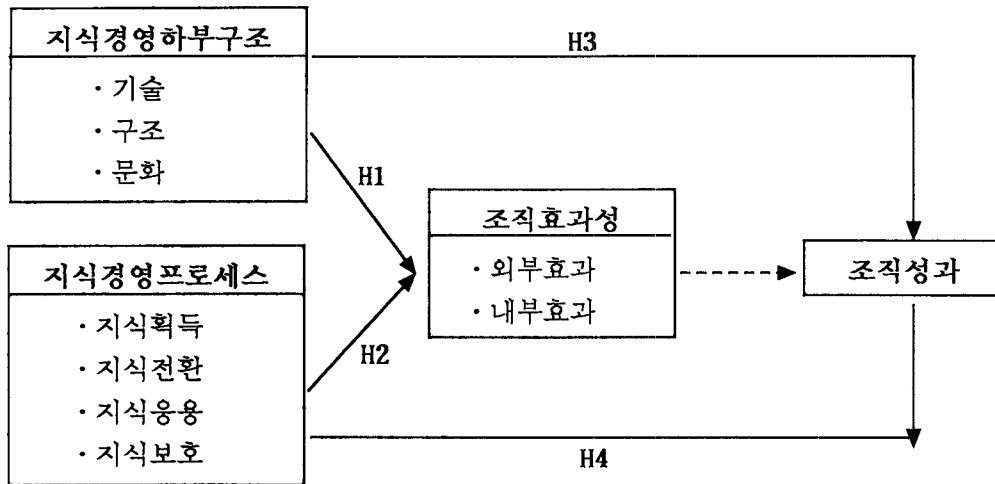 지식경영하부구조
· 기술
· 구조
· 문화
H3
H1
조직효과성
· 외부효과
· 내부효과
조직성과
지식경영프로세스
· 지식획득
· 지식전환
· 지식응용
· 지식보호
H2
H4